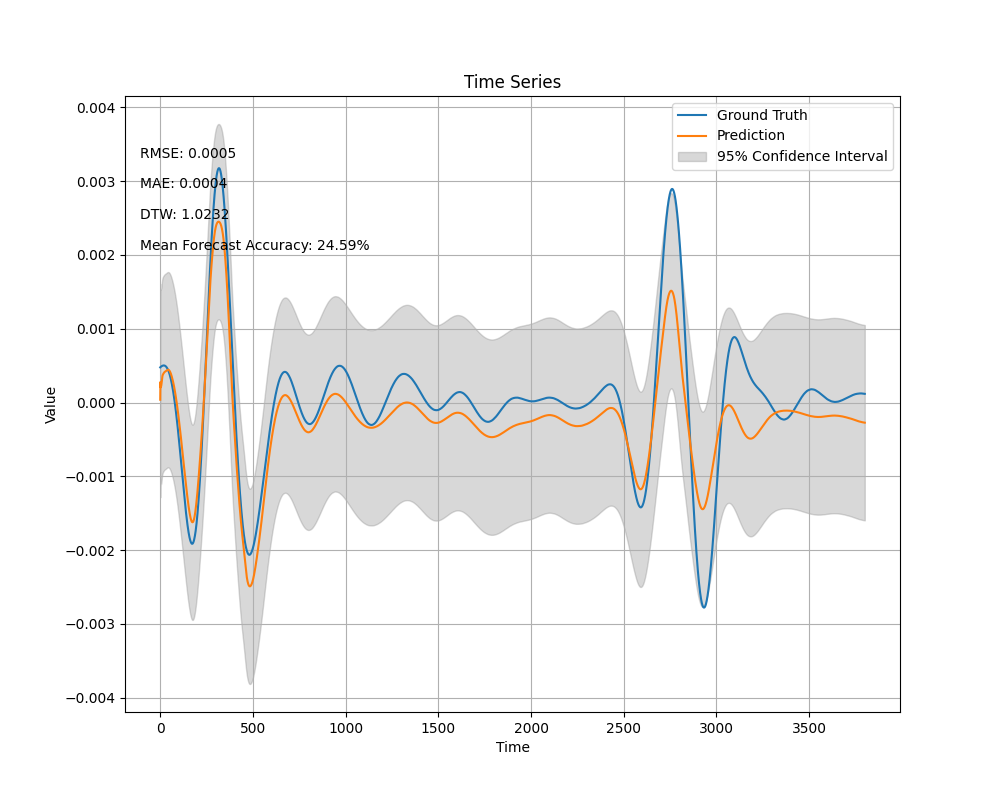 Time Series
Ground Truth
Prediction
95% Confidence Interval
RMSE: 0.0005
MAE: 0.0004
DTW: 1.0232
Mean Forecast Accuracy: 24.59%
0.004
0.003
0.002
0.001
0.000
−0.001
−0.002
−0.003
−0.004
Value
0 500 1000 1500 2000 2500 3000 3500
Time